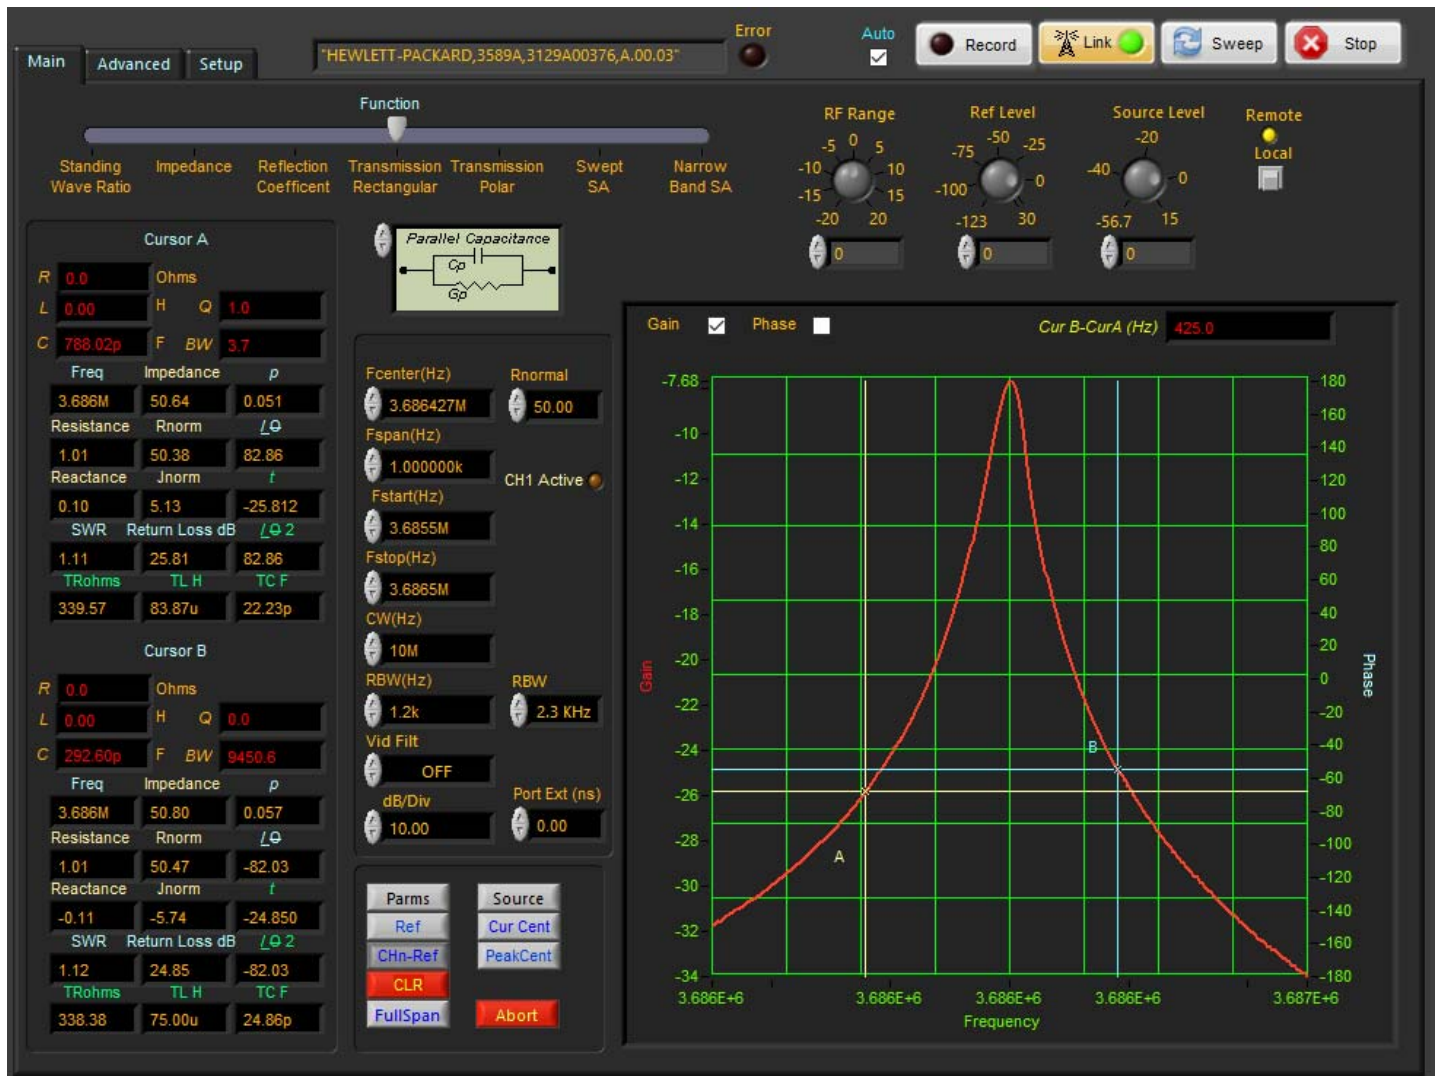 Error
Auto
Main
Advanced
Setup
"HEWLETT-PACKARD,3589A,3129A00376,A.00.03"
Record
Link
Sweep
Stop
Function
Standing Wave Ratio
Impedance
Reflection Coefficent
Transmission Rectangular
Transmission Polar
Swept SA
Narrow Band SA
RF Range
-20 -15 -10 -5 0 5 10 15 20
0
Ref Level
-123 -100 -75 -50 -25 0 30
0
Source Level
-56.7 -40 -20 0 15
0
Remote
Local
Cursor A
R 0.0 Ohms
L 0.00 H Q 1.0
C 788.02p F BW 3.7
Freq Impedance p
3.686M 50.64 0.051
Resistance Rnorm /Θ
1.01 50.38 82.86
Reactance Jnorm t
0.10 5.13 -25.812
SWR Return Loss dB /Θ 2
1.11 25.81 82.86
TRohms TL H TC F
339.57 83.87u 22.23p
Cursor B
R 0.0 Ohms
L 0.00 H Q 0.0
C 292.60p F BW 9450.6
Freq Impedance p
3.686M 50.80 0.057
Resistance Rnorm /Θ
1.01 50.47 -82.03
Reactance Jnorm t
-0.11 -5.74 -24.850
SWR Return Loss dB /Θ 2
1.12 24.85 -82.03
TRohms TL H TC F
338.38 75.00u 24.86p
Parallel Capacitance
Cp
Gp
Fcenter(Hz) Rnormal
3.686427M 50.00
Fspan(Hz)
1.000000k
CH1 Active
Fstart(Hz)
3.6855M
Fstop(Hz)
3.6865M
CW(Hz)
10M
RBW(Hz) RBW
1.2k 2.3 KHz
Vid Filt
OFF
dB/Div Port Ext (ns)
10.00 0.00
Parms Source
Ref Cur Cent
CHn-Ref PeakCent
CLR
FullSpan Abort
Gain Phase Cur B-CurA (Hz) 425.0
-7.68
-10
-12
-14
-16
-18
-20
-22
-24
-26
-28
-30
-32
-34
Gain
A
B
180
160
140
120
100
80
60
40
20
0
-20
-40
-60
-80
-100
-120
-140
-160
-180
Phase
3.686E+6 3.686E+6 3.686E+6 3.686E+6 3.687E+6
Frequency